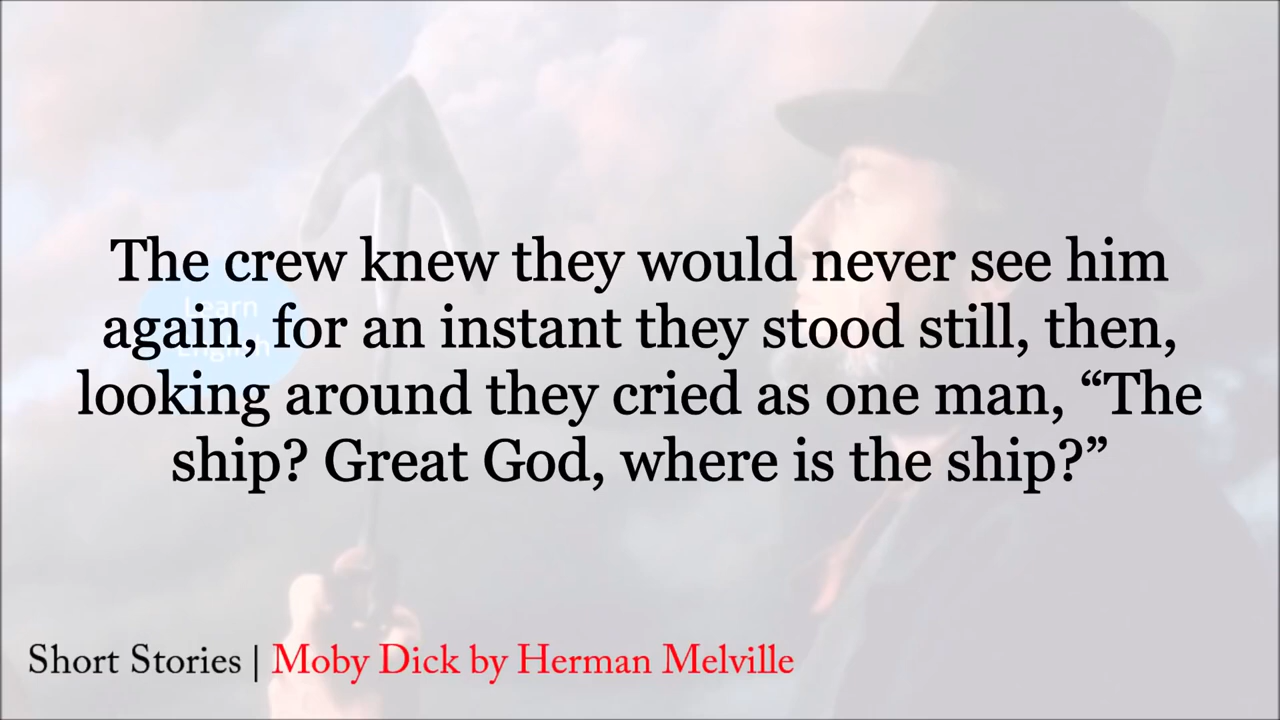 The crew knew they would never see him
again, for an instant they stood still, then,
looking around they cried as one man, “The
ship? Great God, where is the ship?”
Learn
English
Short Stories | Moby Dick by Herman Melville